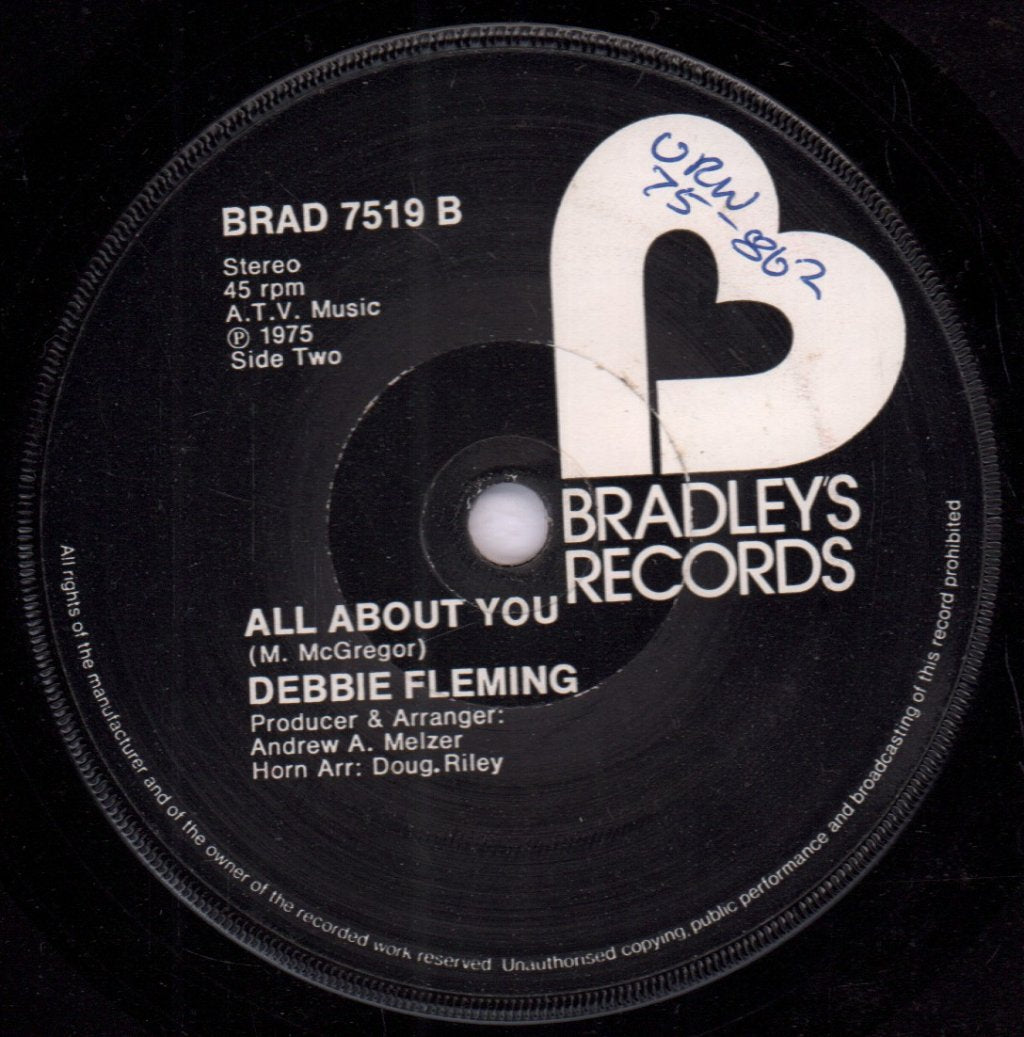 URW
75-862
BRAD 7519 B
Stereo
45 rpm
A.T.V. Music
Ⓟ 1975
Side Two
BRADLEY'S
RECORDS
ALL ABOUT YOU
(M. McGregor)
DEBBIE FLEMING
Producer & Arranger:
Andrew A. Melzer
Horn Arr: Doug.Riley
All rights of the manufacturer and of the owner of the recorded work reserved Unauthorised copying, public performance and broadcasting of this record prohibited